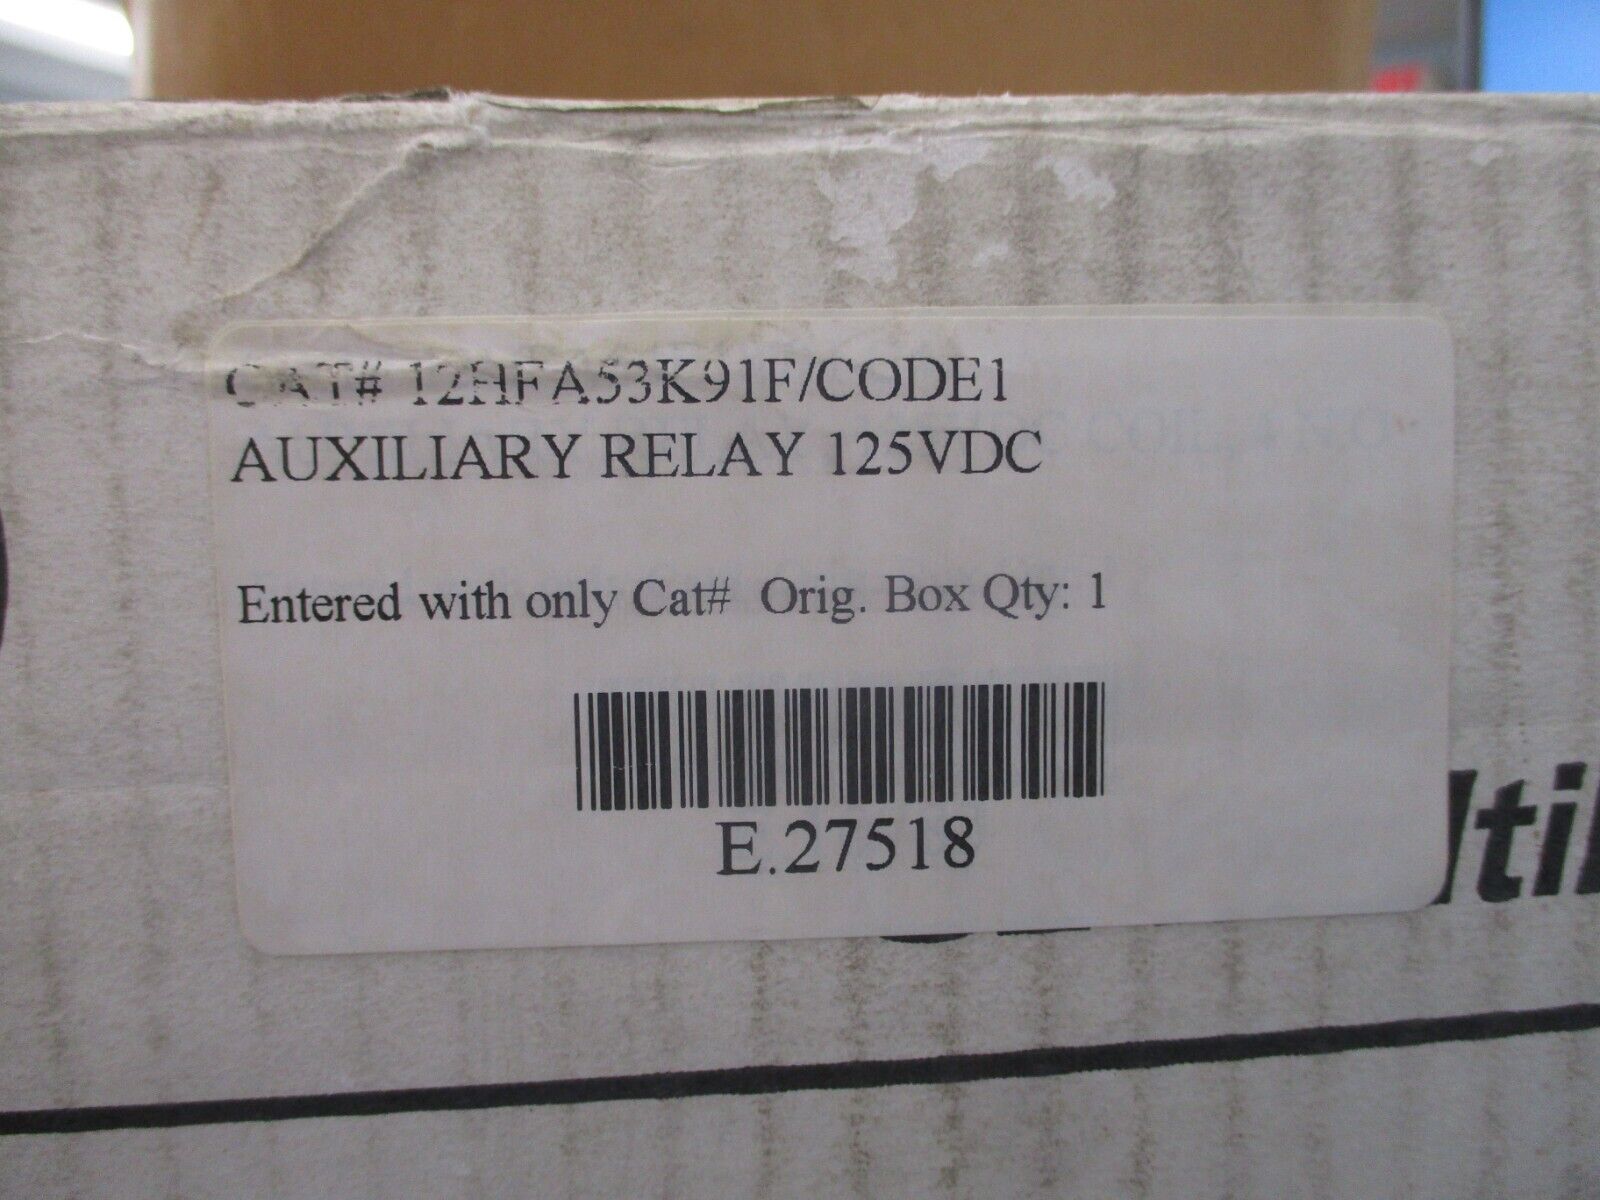 CAT# 12HFA53K91F/CODE1
AUXILIARY RELAY 125VDC
Entered with only Cat# Orig. Box Qty: 1
E.27518